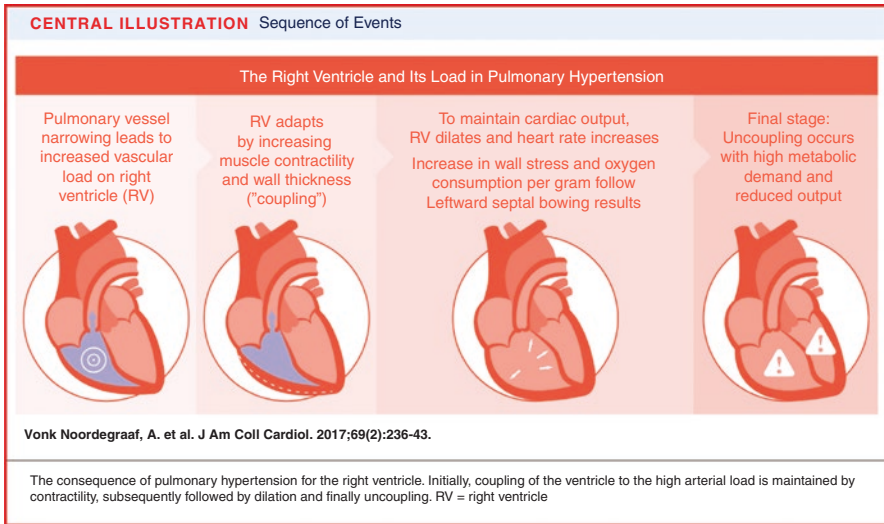 CENTRAL ILLUSTRATION Sequence of Events
The Right Ventricle and Its Load in Pulmonary Hypertension
Pulmonary vessel
narrowing leads to
increased vascular
load on right
ventricle (RV)
RV adapts
by increasing
muscle contractility
and wall thickness
("coupling")
To maintain cardiac output,
RV dilates and heart rate increases
Increase in wall stress and oxygen
consumption per gram follow
Leftward septal bowing results
Final stage:
Uncoupling occurs
with high metabolic
demand and
reduced output
!
!
Vonk Noordegraaf, A. et al. J Am Coll Cardiol. 2017;69(2):236-43.
The consequence of pulmonary hypertension for the right ventricle. Initially, coupling of the ventricle to the high arterial load is maintained by
contractility, subsequently followed by dilation and finally uncoupling. RV = right ventricle